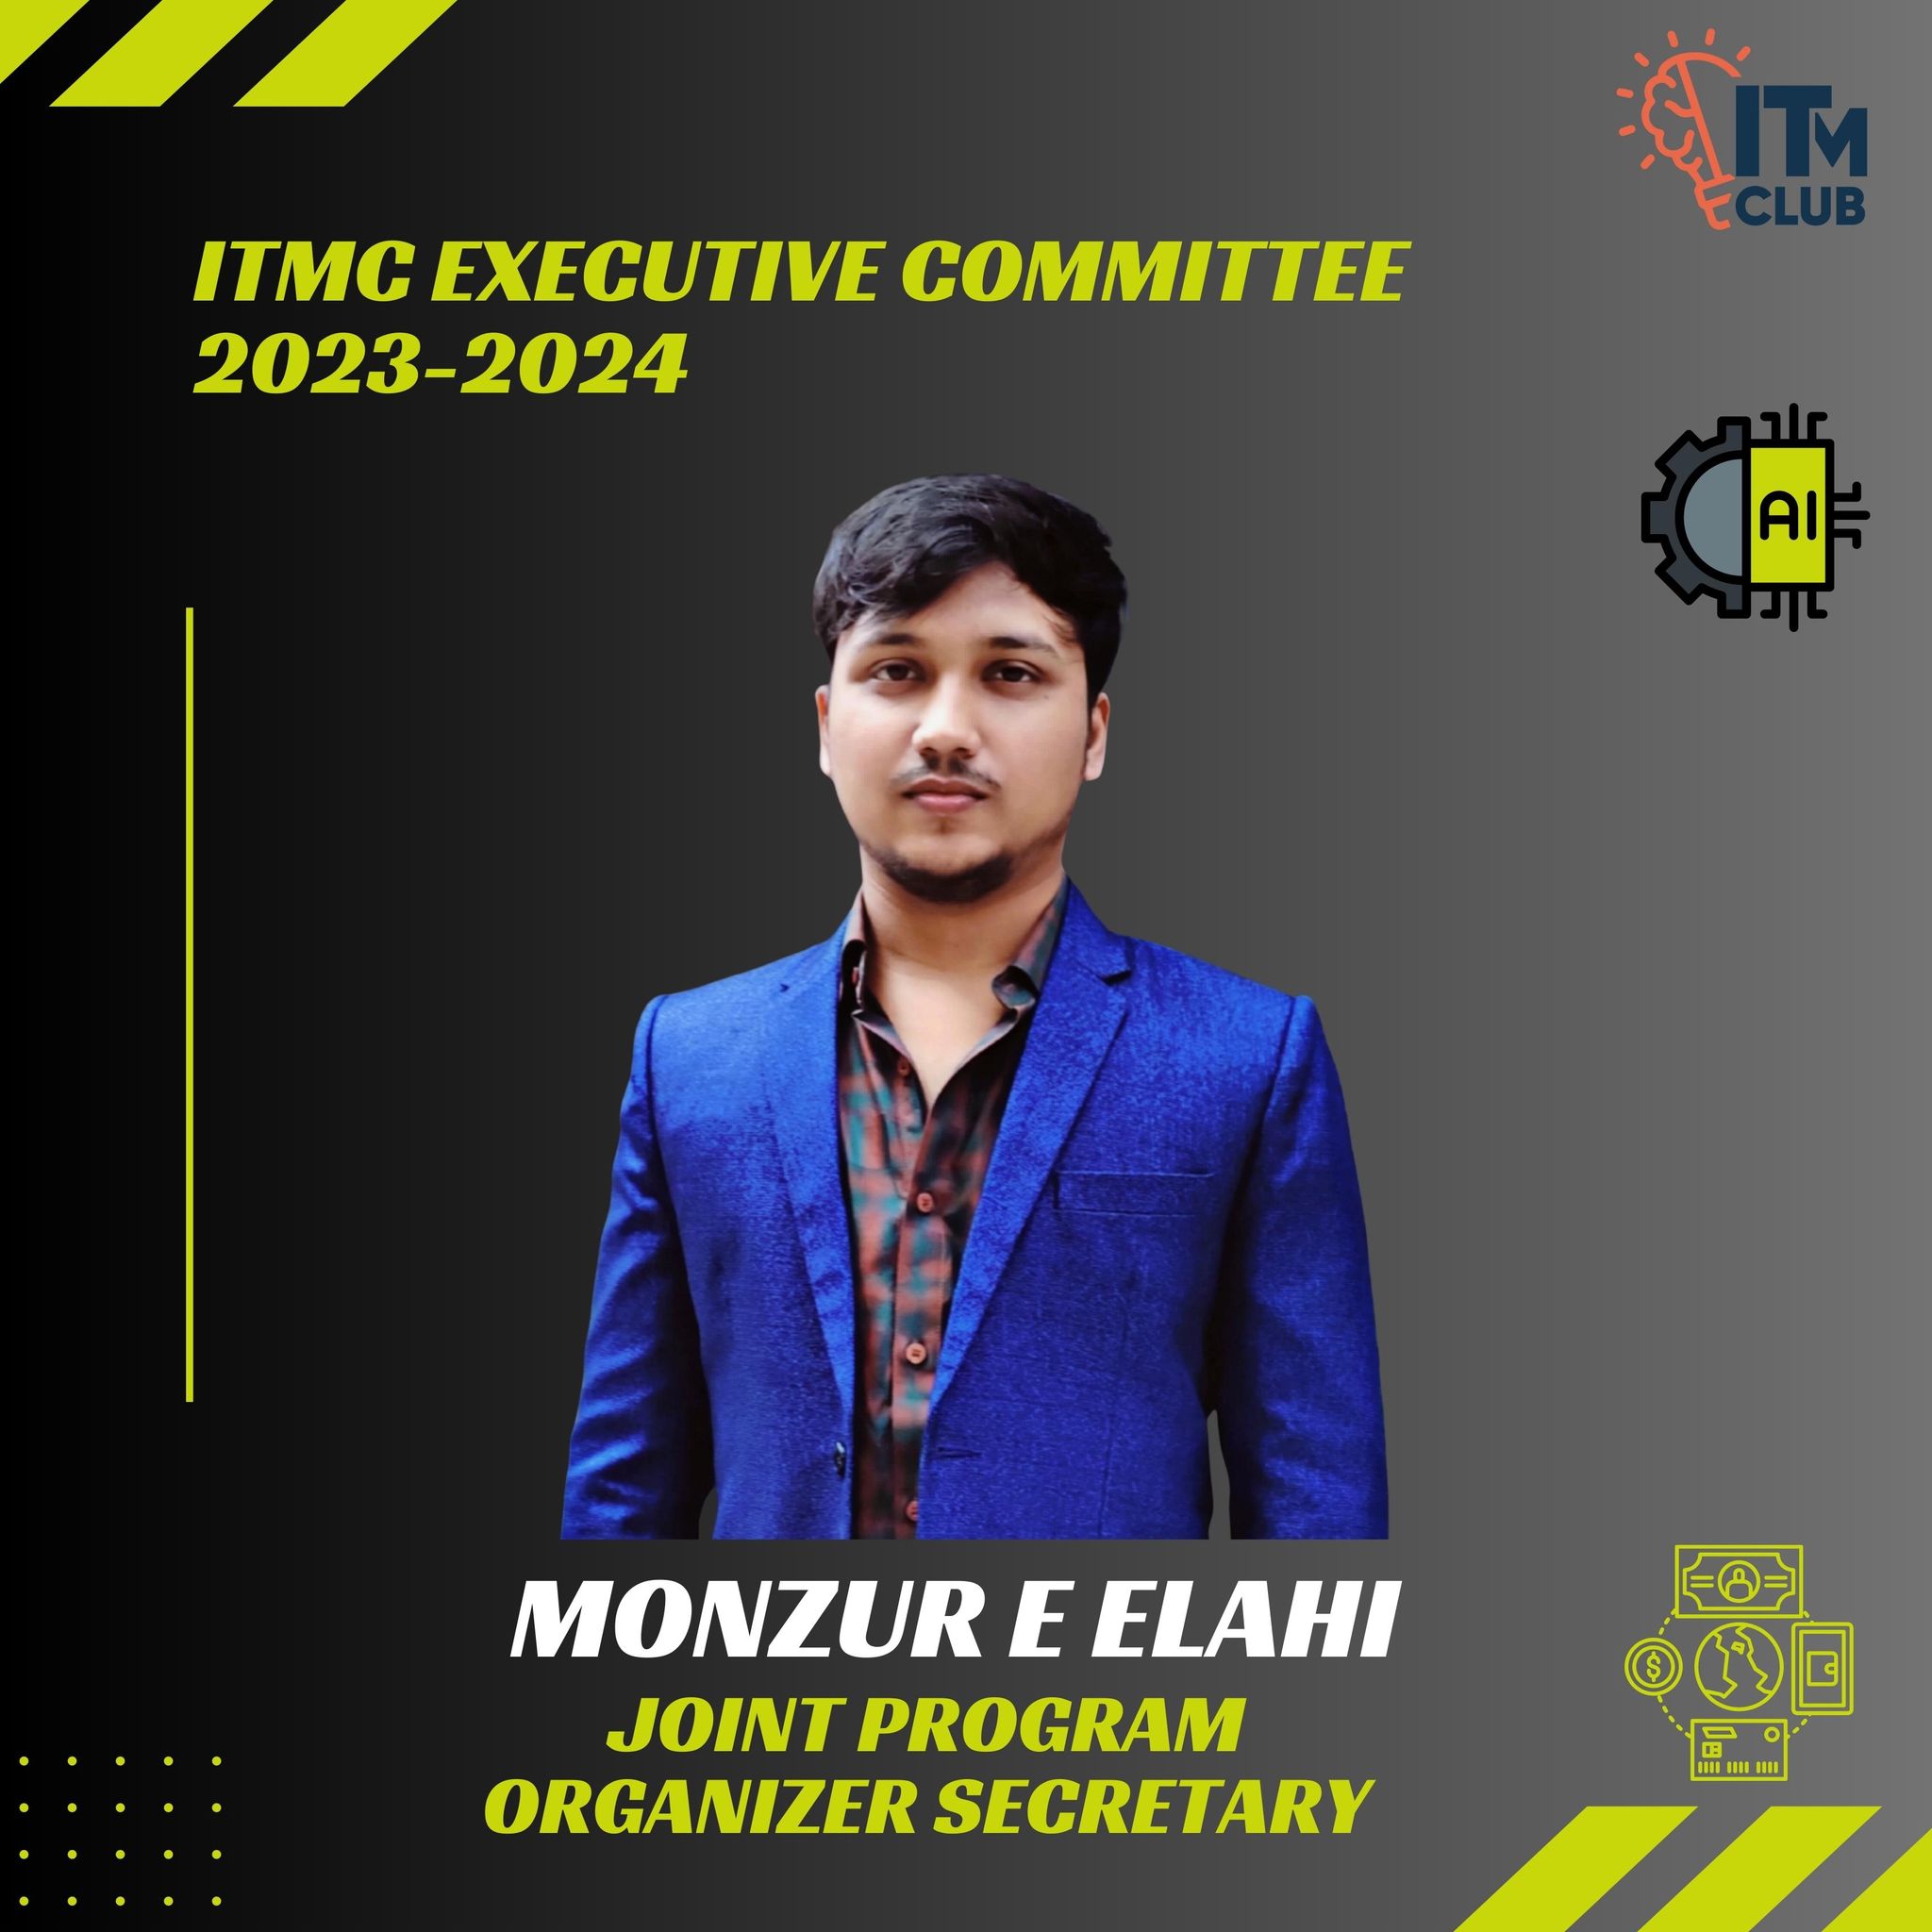 ITM
CLUB
ITMC EXECUTIVE COMMITTEE
2023-2024
AI
MONZUR E ELAHI
JOINT PROGRAM
ORGANIZER SECRETARY
$